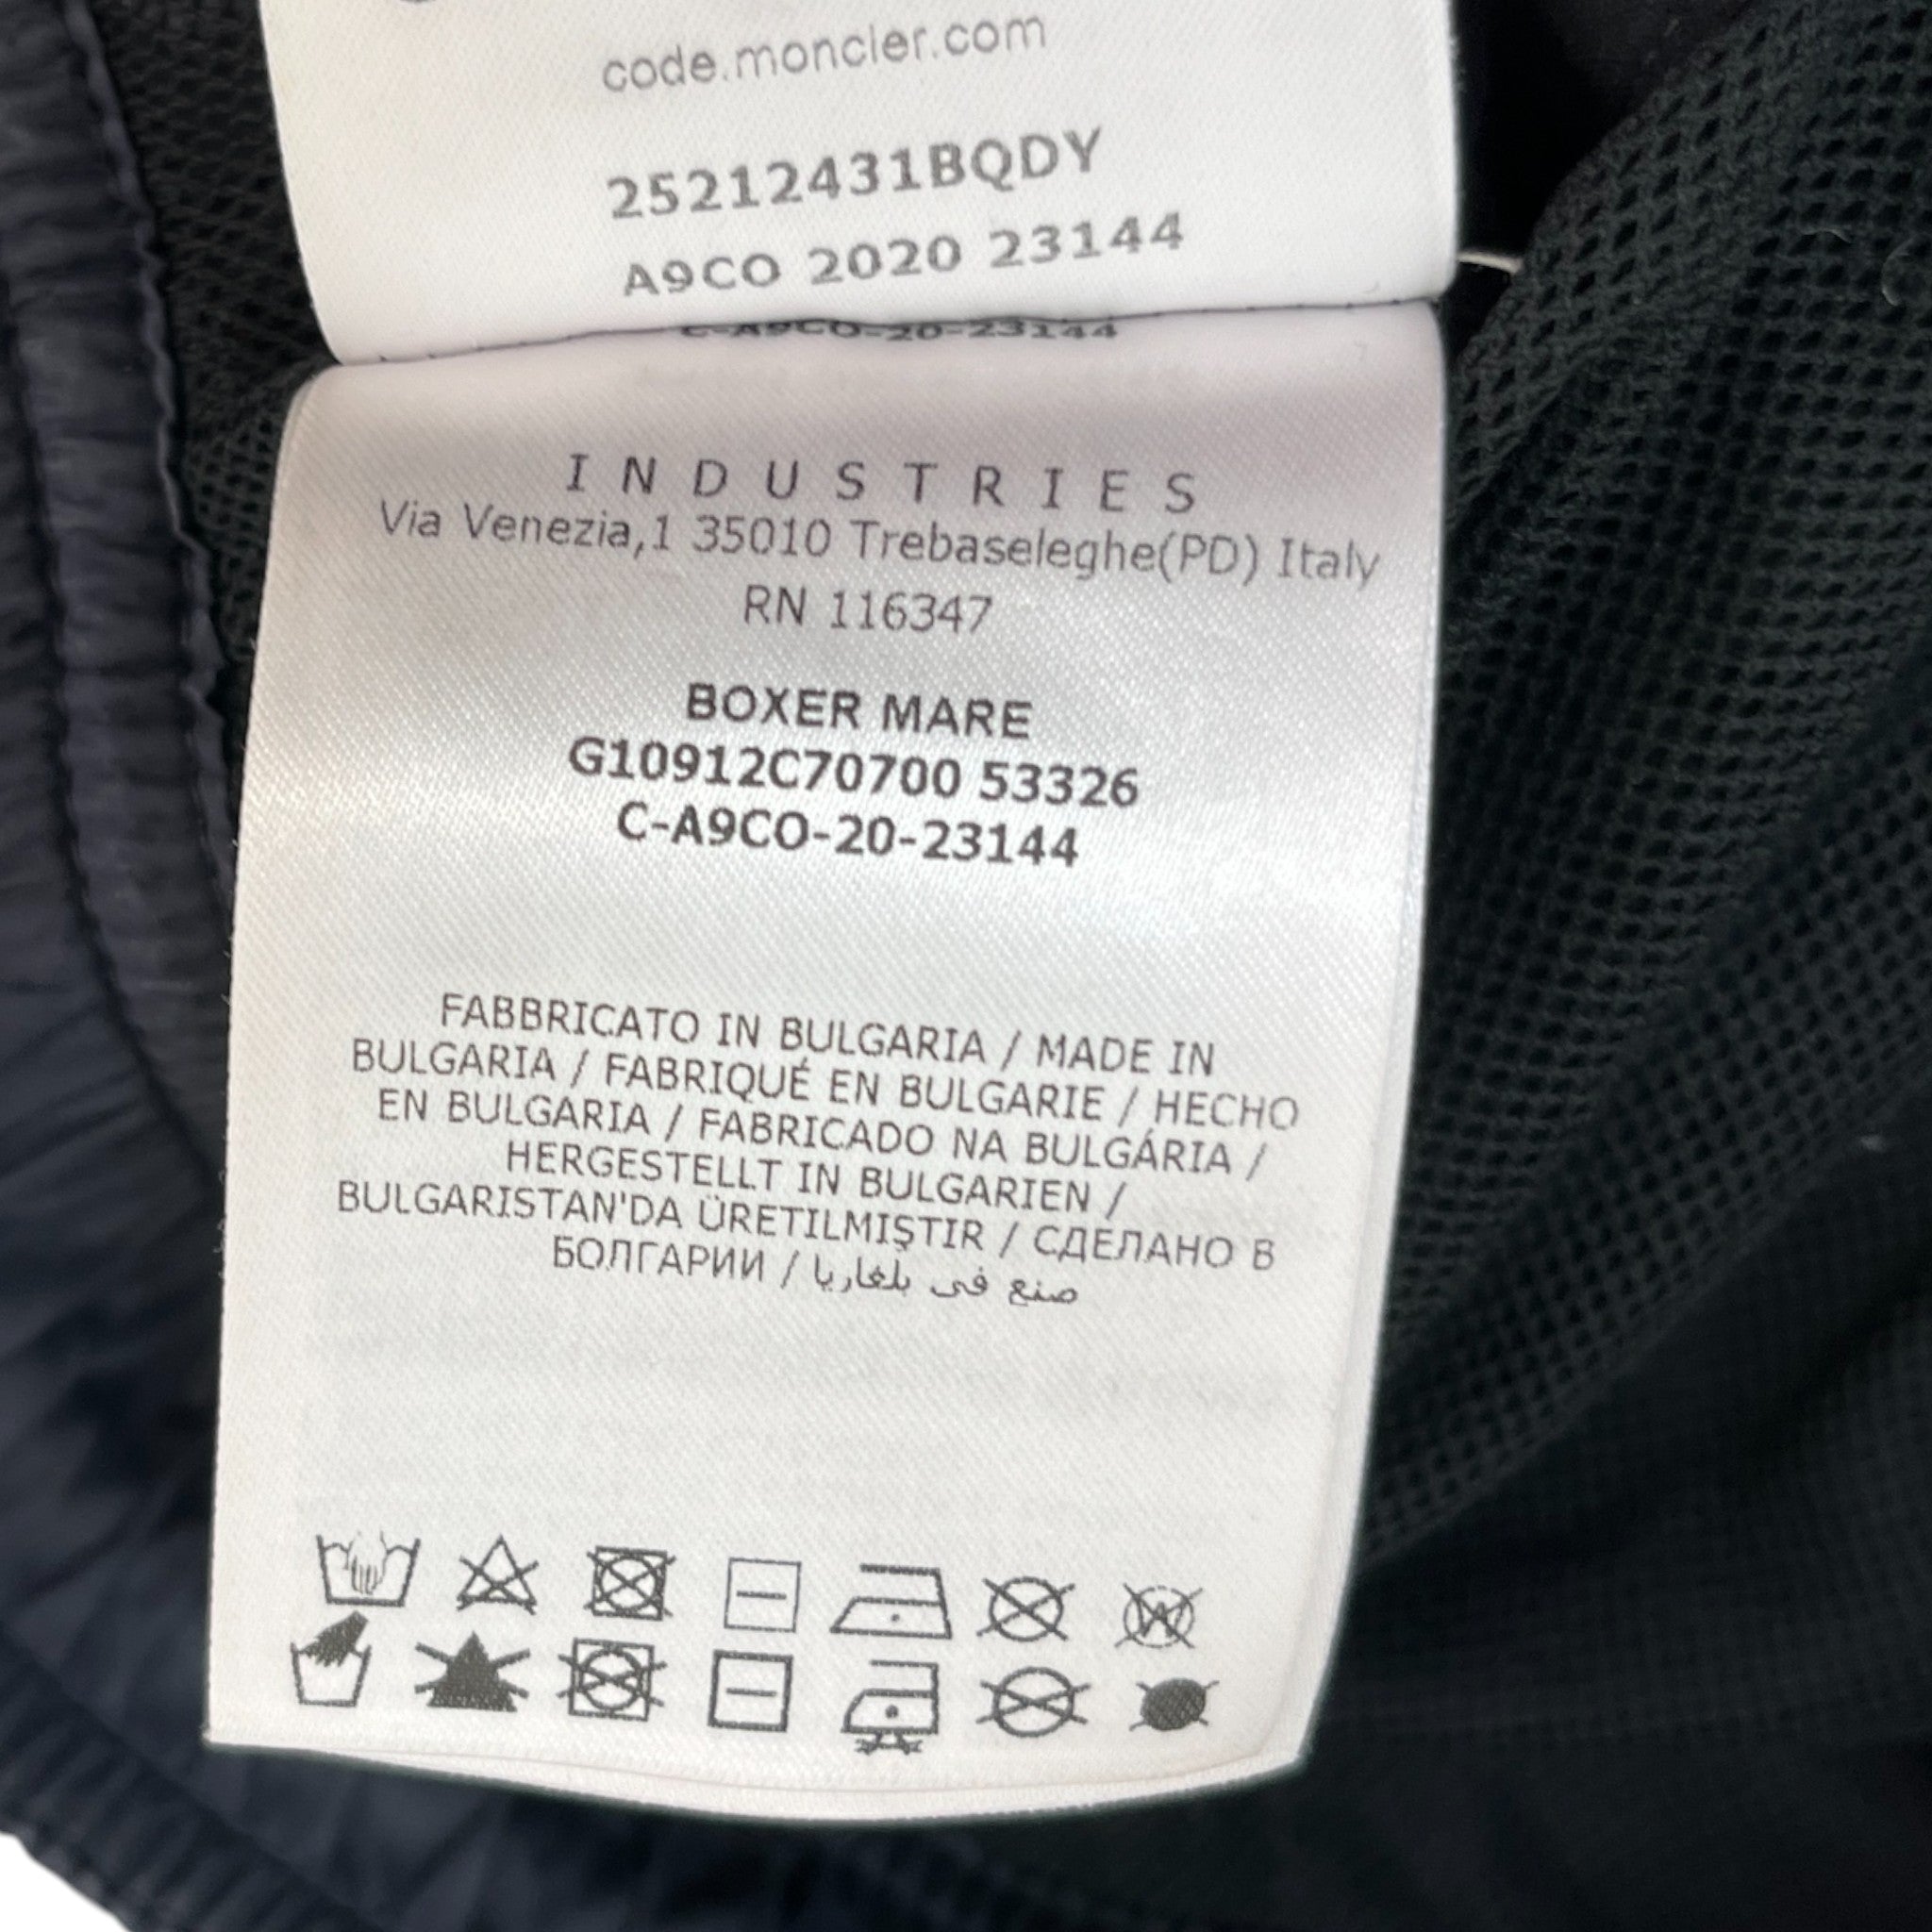 code.moncler.com
25212431BQDY
A9CO 2020 23144
C-A9CO-20-23144
INDUSTRIES
Via Venezia,1 35010 Trebaseleghe(PD) Italy
RN 116347
BOXER MARE
G10912C70700 53326
C-A9CO-20-23144
FABBRICATO IN BULGARIA / MADE IN
BULGARIA / FABRIQUÉ EN BULGARIE / HECHO
EN BULGARIA / FABRICADO NA BULGÁRIA /
HERGESTELLT IN BULGARIEN /
BULGARISTAN'DA ÜRETILMIŞTIR / СДЕЛАНО В
БОЛГАРИИ / صنع في بلغاريا
W